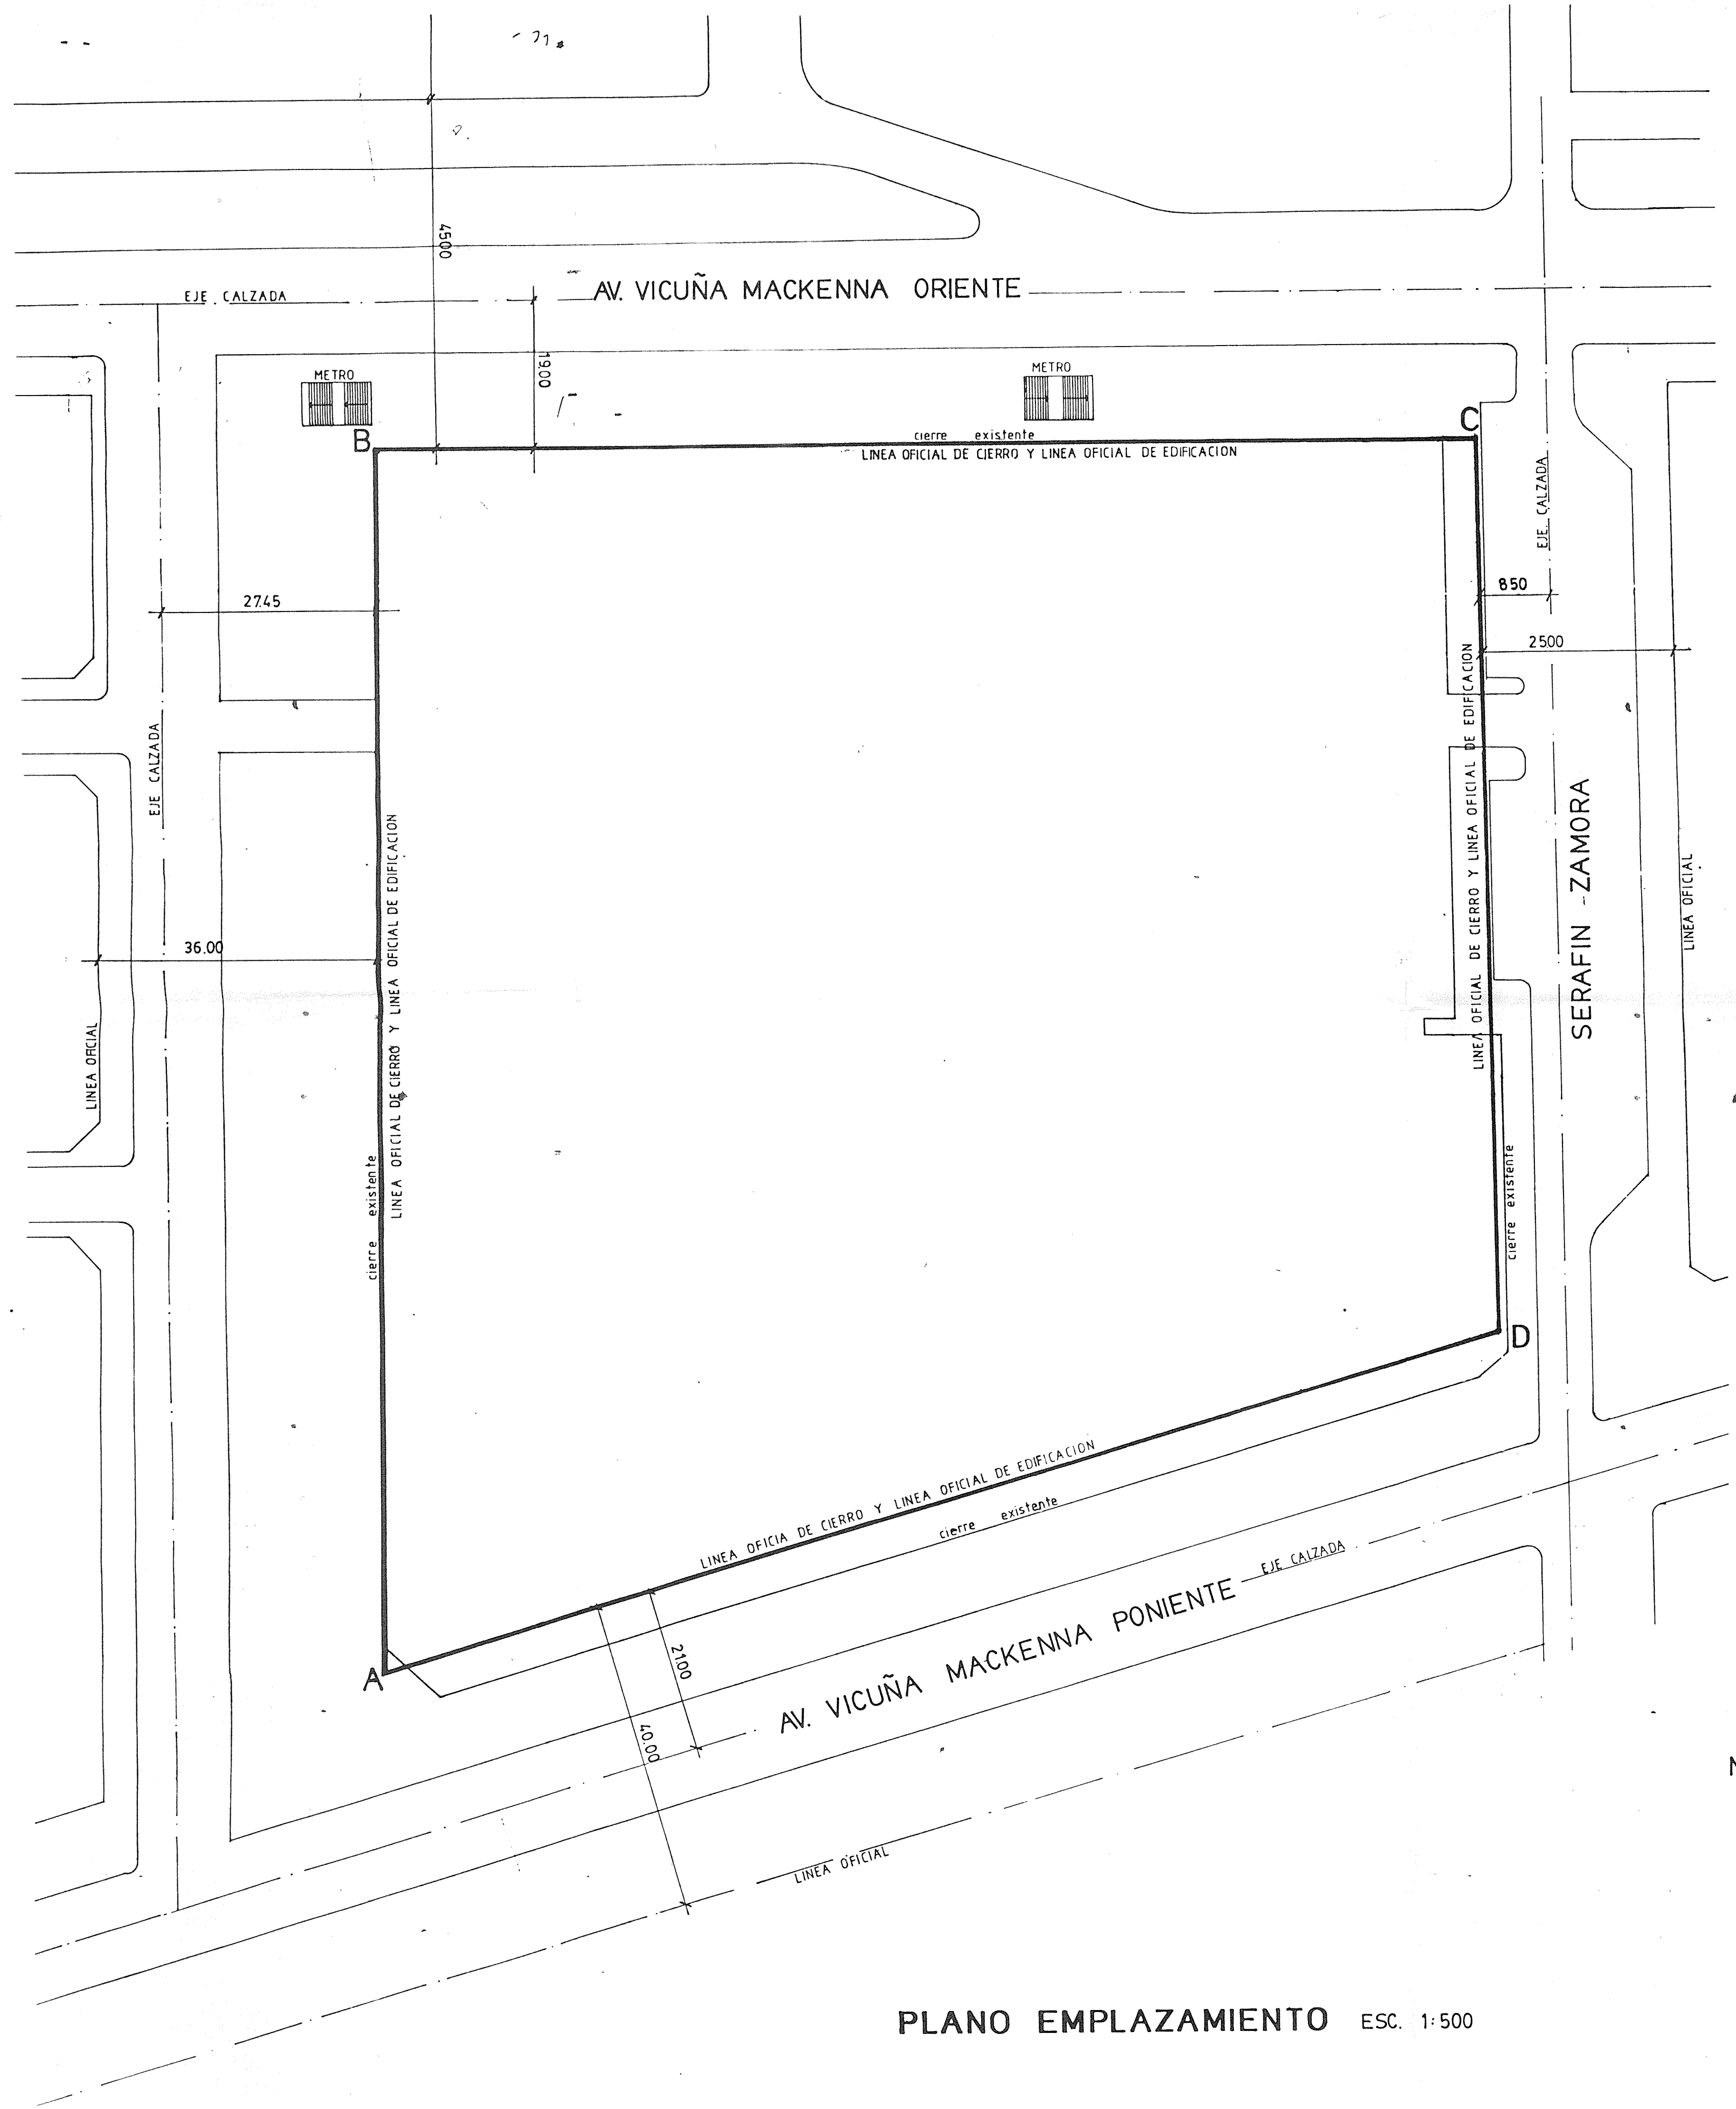 4500
EJE CALZADA
AV. VICUÑA MACKENNA ORIENTE
1900
METRO
METRO
B
C
cierre existente
LINEA OFICIAL DE CIERRO Y LINEA OFICIAL DE EDIFICACION
EJE CALZADA
850
2745
2500
EJE CALZADA
LINEA OFICIAL DE CIERRO Y LINEA OFICIAL DE EDIFICACION
LINEA OFICIAL DE CIERRO Y LINEA OFICIAL DE EDIFICACION
SERAFIN ZAMORA
LINEA OFICIAL
36.00
LINEA OFICIAL
cierre existente
cierre existente
D
LINEA OFICIA DE CIERRO Y LINEA OFICIAL DE EDIFICACION
cierre existente
EJE CALZADA
AV. VICUÑA MACKENNA PONIENTE
A
2100
40.00
LINEA OFICIAL
PLANO EMPLAZAMIENTO ESC. 1:500